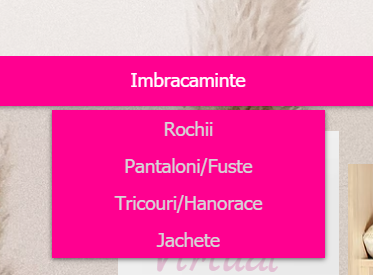 Imbracaminte
Rochii
Pantaloni/Fuste
Tricouri/Hanorace
Jachete